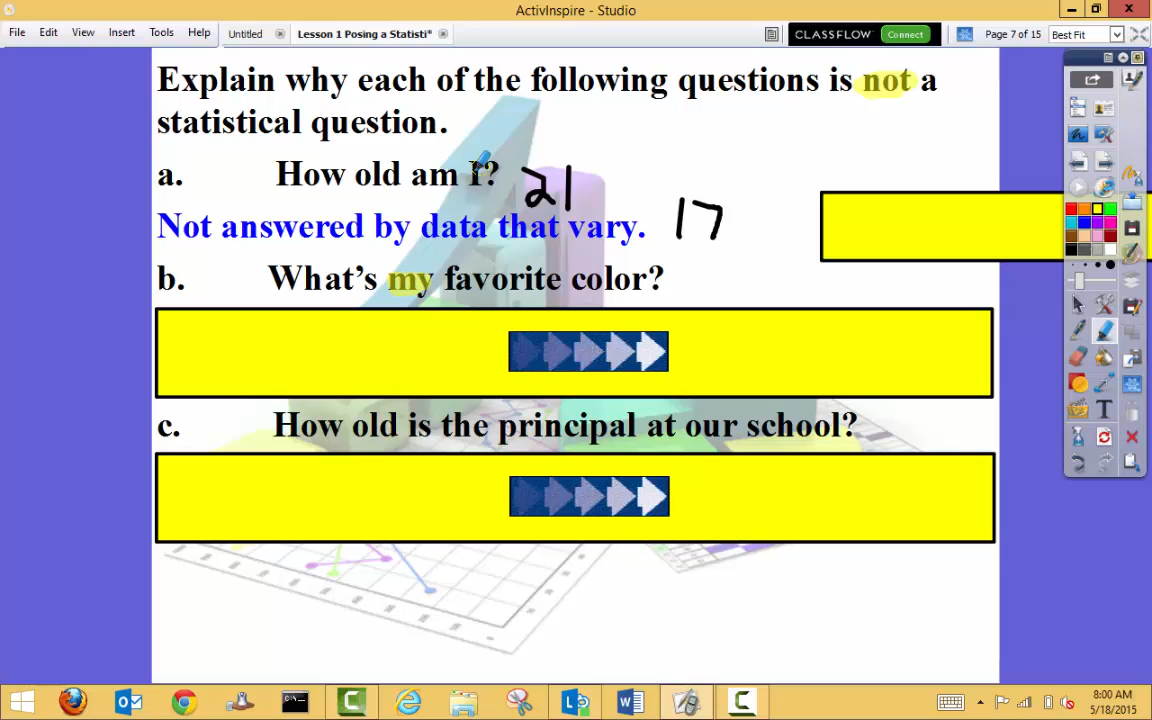 ActivInspire - Studio
File Edit View Insert Tools Help Untitled Lesson 1 Posing a Statisti* CLASSFLOW Connect Page 7 of 15 Best Fit
Explain why each of the following questions is not a
statistical question.
a. How old am I? 21
Not answered by data that vary. 17
b. What's my favorite color?
c. How old is the principal at our school?
8:00 AM
5/18/2015